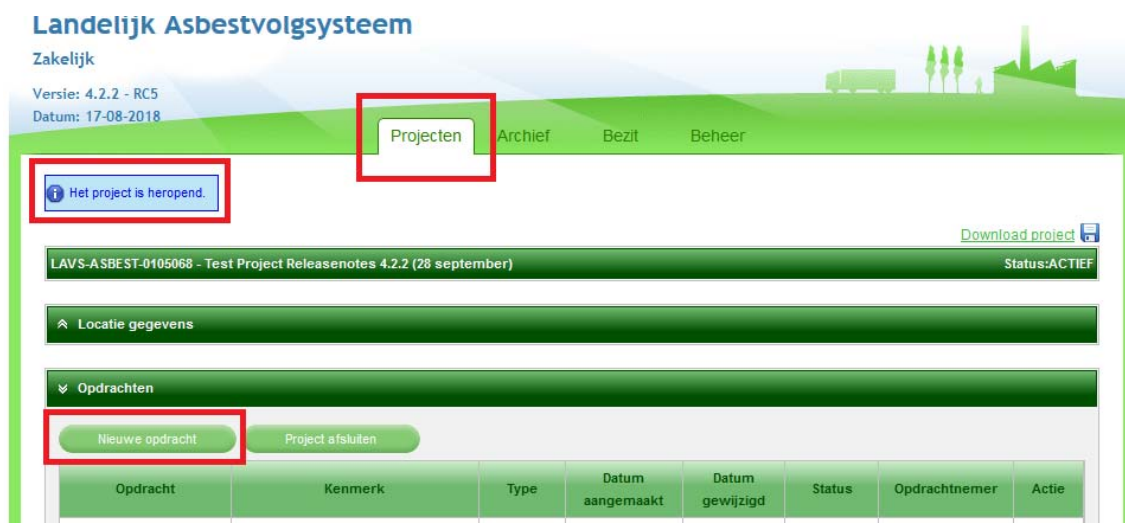 Landelijk Asbestvolgsysteem
Zakelijk
Versie: 4.2.2 - RC5
Datum: 17-08-2018
Projecten Archief Bezit Beheer
Het project is heropend.
Download project
LAVS-ASBEST-0105068 - Test Project Releasenotes 4.2.2 (28 september) Status:ACTIEF
Locatie gegevens
Opdrachten
Nieuwe opdracht Project afsluiten
Opdracht Kenmerk Type Datum aangemaakt Datum gewijzigd Status Opdrachtnemer Actie